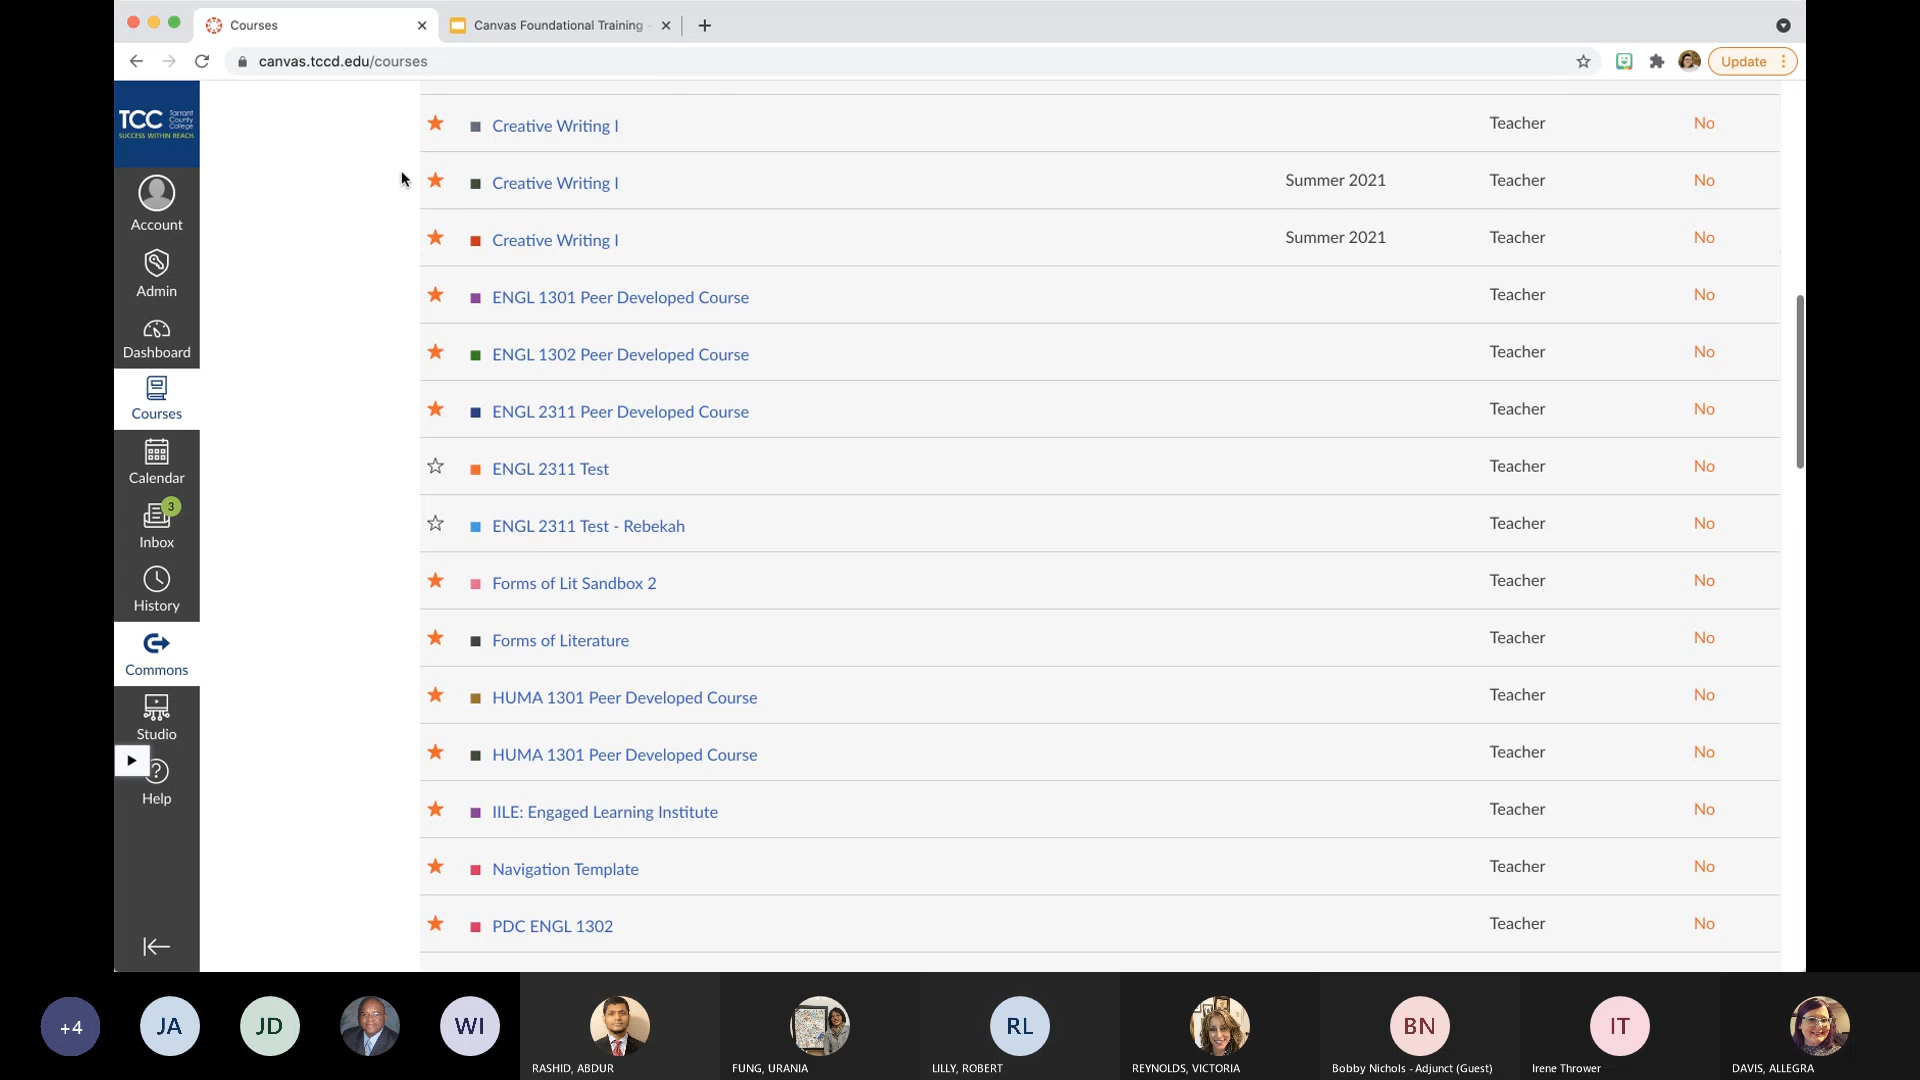 Courses
Canvas Foundational Training
canvas.tccd.edu/courses
Update
TCC Tarrant County College
SUCCESS WITHIN REACH.
Account
Admin
Dashboard
Courses
Calendar
3
Inbox
History
Commons
Studio
Help
Creative Writing I Teacher No
Creative Writing I Summer 2021 Teacher No
Creative Writing I Summer 2021 Teacher No
ENGL 1301 Peer Developed Course Teacher No
ENGL 1302 Peer Developed Course Teacher No
ENGL 2311 Peer Developed Course Teacher No
ENGL 2311 Test Teacher No
ENGL 2311 Test - Rebekah Teacher No
Forms of Lit Sandbox 2 Teacher No
Forms of Literature Teacher No
HUMA 1301 Peer Developed Course Teacher No
HUMA 1301 Peer Developed Course Teacher No
IILE: Engaged Learning Institute Teacher No
Navigation Template Teacher No
PDC ENGL 1302 Teacher No
+4 JA JD WI RL BN IT
RASHID, ABDUR FUNG, URANIA LILLY, ROBERT REYNOLDS, VICTORIA Bobby Nichols - Adjunct (Guest) Irene Thrower DAVIS, ALLEGRA